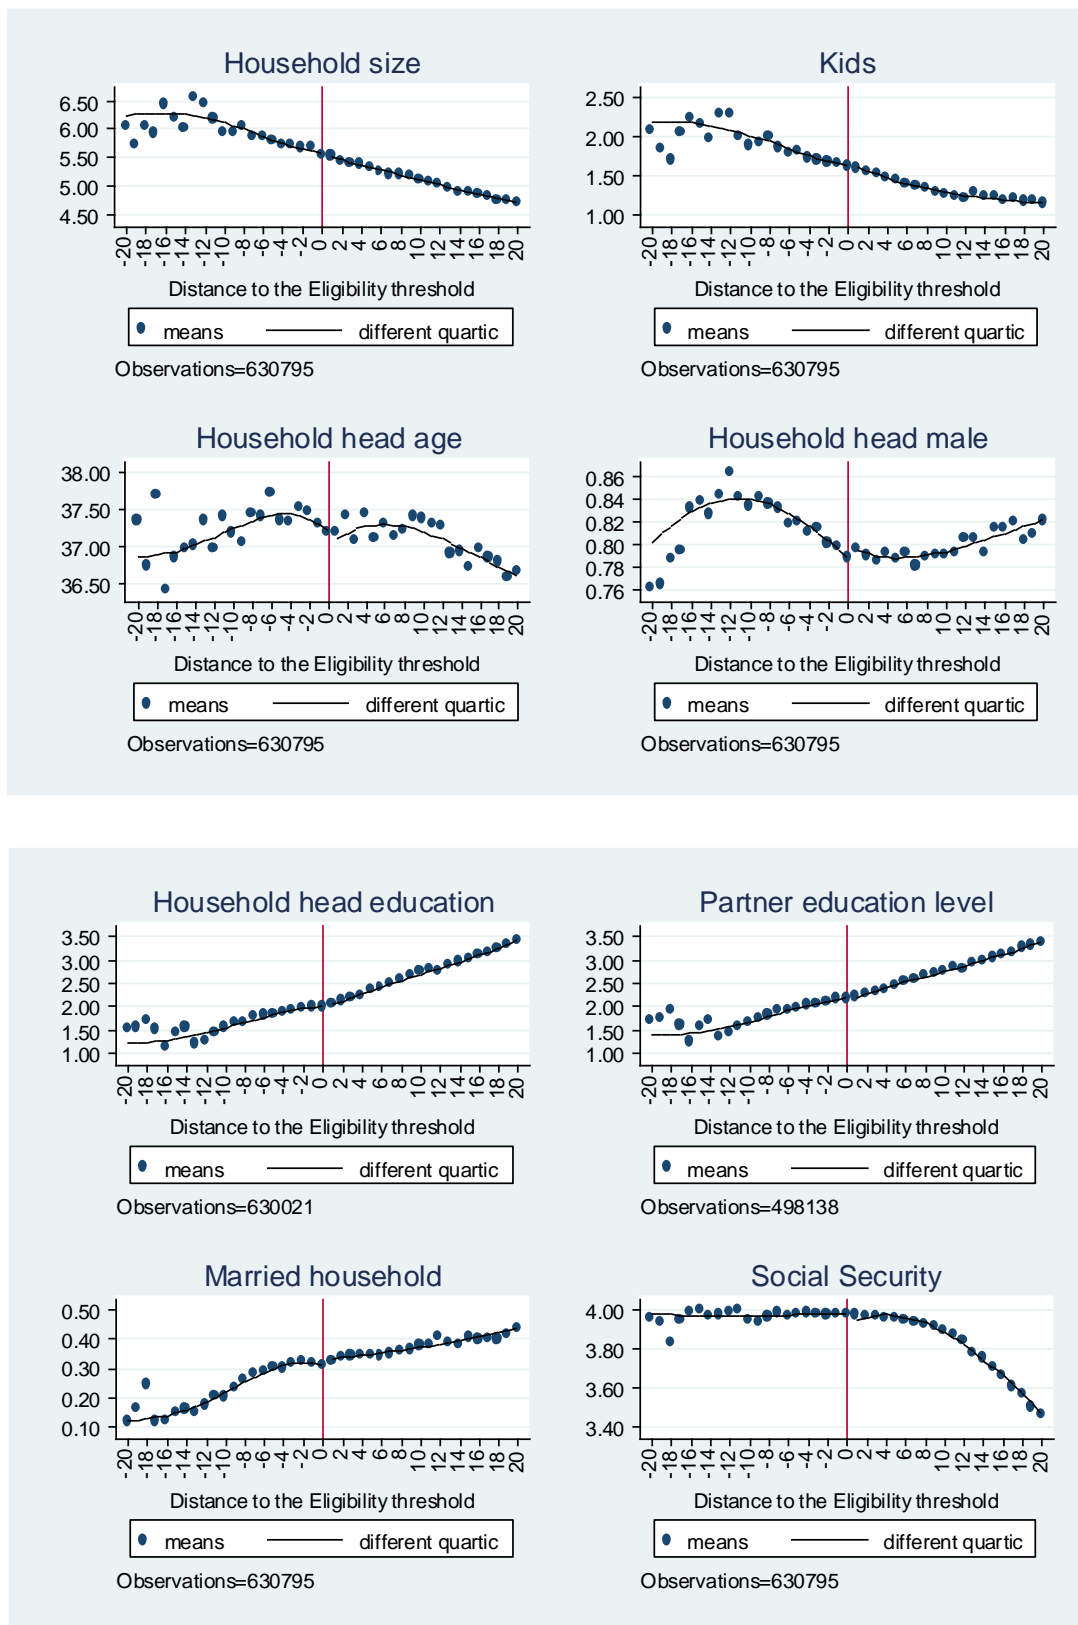 Household size
6.50
6.00
5.50
5.00
4.50
-20 -18 -16 -14 -12 -10 -8 -6 -4 -2 0 2 4 6 8 10 12 14 16 18 20
Distance to the Eligibility threshold
means different quartic
Observations=630795
Kids
2.50
2.00
1.50
1.00
-20 -18 -16 -14 -12 -10 -8 -6 -4 -2 0 2 4 6 8 10 12 14 16 18 20
Distance to the Eligibility threshold
means different quartic
Observations=630795
Household head age
38.00
37.50
37.00
36.50
-20 -18 -16 -14 -12 -10 -8 -6 -4 -2 0 2 4 6 8 10 12 14 16 18 20
Distance to the Eligibility threshold
means different quartic
Observations=630795
Household head male
0.86
0.84
0.82
0.80
0.78
0.76
-20 -18 -16 -14 -12 -10 -8 -6 -4 -2 0 2 4 6 8 10 12 14 16 18 20
Distance to the Eligibility threshold
means different quartic
Observations=630795
Household head education
3.50
3.00
2.50
2.00
1.50
1.00
-20 -18 -16 -14 -12 -10 -8 -6 -4 -2 0 2 4 6 8 10 12 14 16 18 20
Distance to the Eligibility threshold
means different quartic
Observations=630021
Partner education level
3.50
3.00
2.50
2.00
1.50
1.00
-20 -18 -16 -14 -12 -10 -8 -6 -4 -2 0 2 4 6 8 10 12 14 16 18 20
Distance to the Eligibility threshold
means different quartic
Observations=498138
Married household
0.50
0.40
0.30
0.20
0.10
-20 -18 -16 -14 -12 -10 -8 -6 -4 -2 0 2 4 6 8 10 12 14 16 18 20
Distance to the Eligibility threshold
means different quartic
Observations=630795
Social Security
4.00
3.80
3.60
3.40
-20 -18 -16 -14 -12 -10 -8 -6 -4 -2 0 2 4 6 8 10 12 14 16 18 20
Distance to the Eligibility threshold
means different quartic
Observations=630795